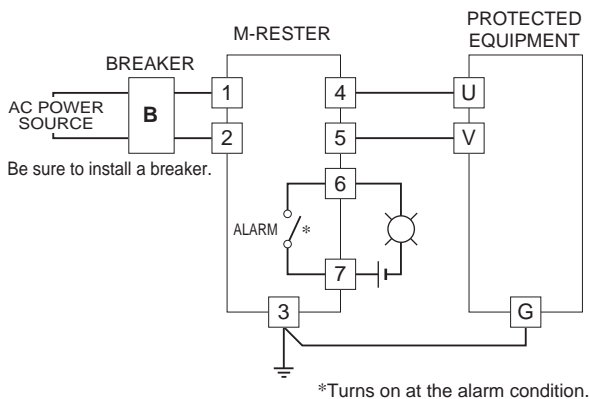 PROTECTED
EQUIPMENT
M-RESTER
BREAKER
AC POWER
SOURCE
B
1
2
4
5
U
V
Be sure to install a breaker.
6
ALARM
*
7
3
G
*Turns on at the alarm condition.